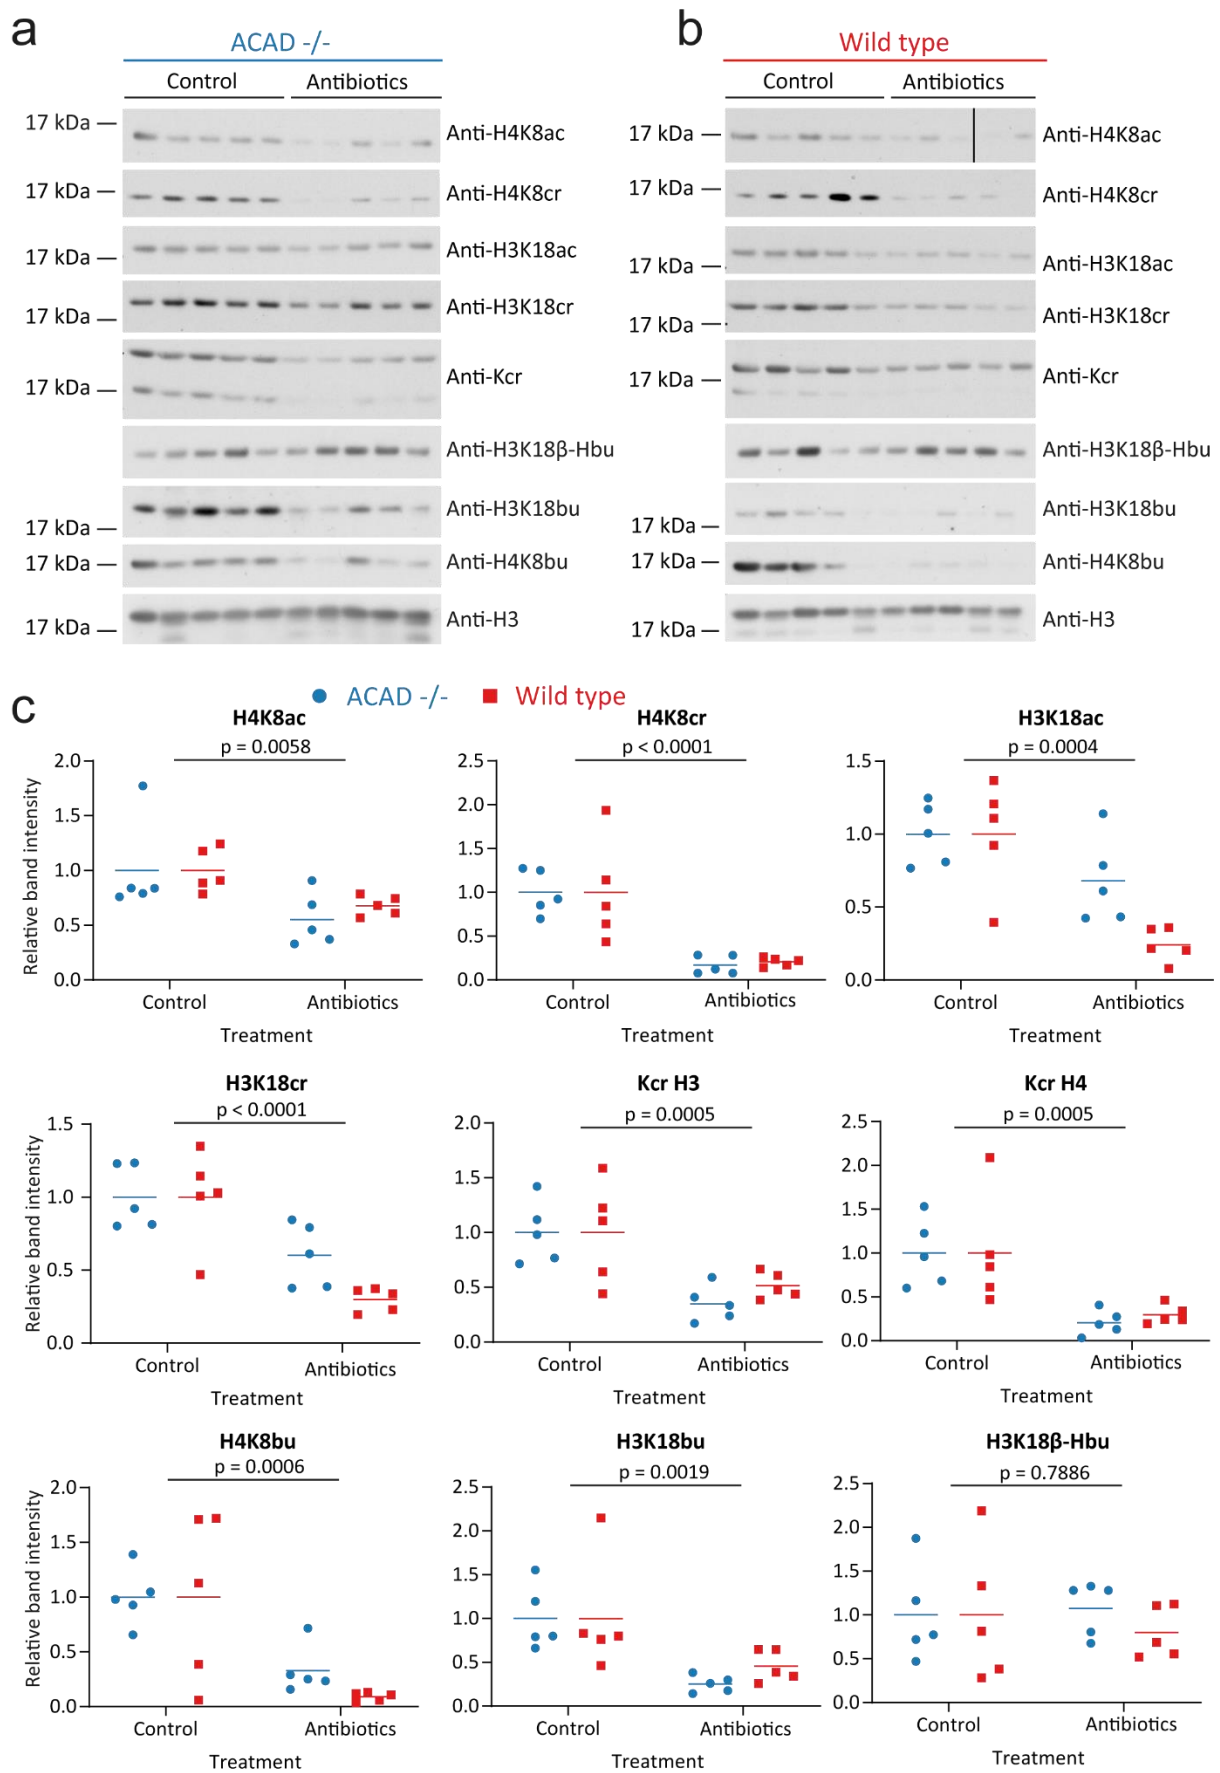 a
ACAD -/-
Control
Antibiotics
17 kDa
Anti-H4K8ac
17 kDa
Anti-H4K8cr
17 kDa
Anti-H3K18ac
17 kDa
Anti-H3K18cr
17 kDa
Anti-Kcr
Anti-H3K18β-Hbu
17 kDa
Anti-H3K18bu
17 kDa
Anti-H4K8bu
17 kDa
Anti-H3
b
Wild type
Control
Antibiotics
17 kDa
Anti-H4K8ac
17 kDa
Anti-H4K8cr
17 kDa
Anti-H3K18ac
17 kDa
Anti-H3K18cr
17 kDa
Anti-Kcr
Anti-H3K18β-Hbu
17 kDa
Anti-H3K18bu
17 kDa
Anti-H4K8bu
17 kDa
Anti-H3
c
ACAD -/-
Wild type
H4K8ac
p = 0.0058
Relative band intensity
2.0
1.5
1.0
0.5
0.0
Control
Antibiotics
Treatment
H4K8cr
p < 0.0001
2.5
2.0
1.5
1.0
0.5
0.0
Control
Antibiotics
Treatment
H3K18ac
p = 0.0004
1.5
1.0
0.5
0.0
Control
Antibiotics
Treatment
H3K18cr
p < 0.0001
Relative band intensity
1.5
1.0
0.5
0.0
Control
Antibiotics
Treatment
Kcr H3
p = 0.0005
2.0
1.5
1.0
0.5
0.0
Control
Antibiotics
Treatment
Kcr H4
p = 0.0005
2.5
2.0
1.5
1.0
0.5
0.0
Control
Antibiotics
Treatment
H4K8bu
p = 0.0006
Relative band intensity
2.0
1.5
1.0
0.5
0.0
Control
Antibiotics
Treatment
H3K18bu
p = 0.0019
2.5
2.0
1.5
1.0
0.5
0.0
Control
Antibiotics
Treatment
H3K18β-Hbu
p = 0.7886
2.5
2.0
1.5
1.0
0.5
0.0
Control
Antibiotics
Treatment